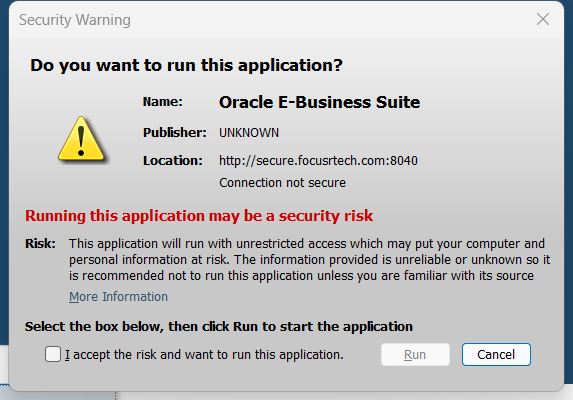 Security Warning
Do you want to run this application?
Name: Oracle E-Business Suite
Publisher: UNKNOWN
Location: http://secure.focusrtech.com:8040
Connection not secure
Running this application may be a security risk
Risk: This application will run with unrestricted access which may put your computer and
personal information at risk. The information provided is unreliable or unknown so it
is recommended not to run this application unless you are familiar with its source
More Information
Select the box below, then click Run to start the application
I accept the risk and want to run this application. Run Cancel